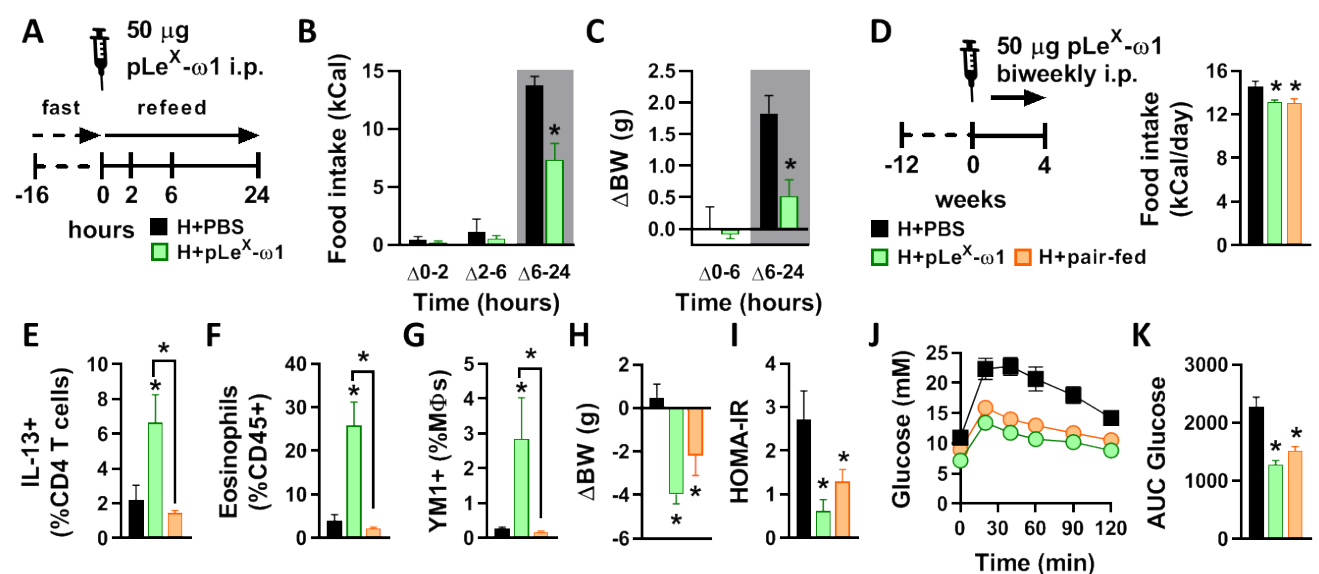 A
50 μg
pLeX-ω1 i.p.
fast
refeed
-16
0
2
6
24
hours
H+PBS
H+pLeX-ω1
B
Food intake (kCal)
15
10
5
0
*
Δ0-2
Δ2-6
Δ6-24
Time (hours)
C
ΔBW (g)
2.5
2.0
1.5
1.0
0.5
0.0
*
Δ0-6
Δ6-24
Time (hours)
D
50 μg pLeX-ω1
biweekly i.p.
-12
0
4
weeks
H+PBS
H+pLeX-ω1
H+pair-fed
Food intake
(kCal/day)
16
12
8
4
0
* *
E
IL-13+
(%CD4 T cells)
10
8
6
4
2
0
*
*
F
Eosinophils
(%CD45+)
40
30
20
10
0
*
*
G
YM1+ (%MΦs)
5
4
3
2
1
0
*
*
H
ΔBW (g)
2
0
-2
-4
-6
*
*
I
HOMA-IR
4
3
2
1
0
*
*
J
Glucose (mM)
25
20
15
10
5
0
0
30
60
90
120
Time (min)
K
AUC Glucose
3000
2000
1000
0
*
*